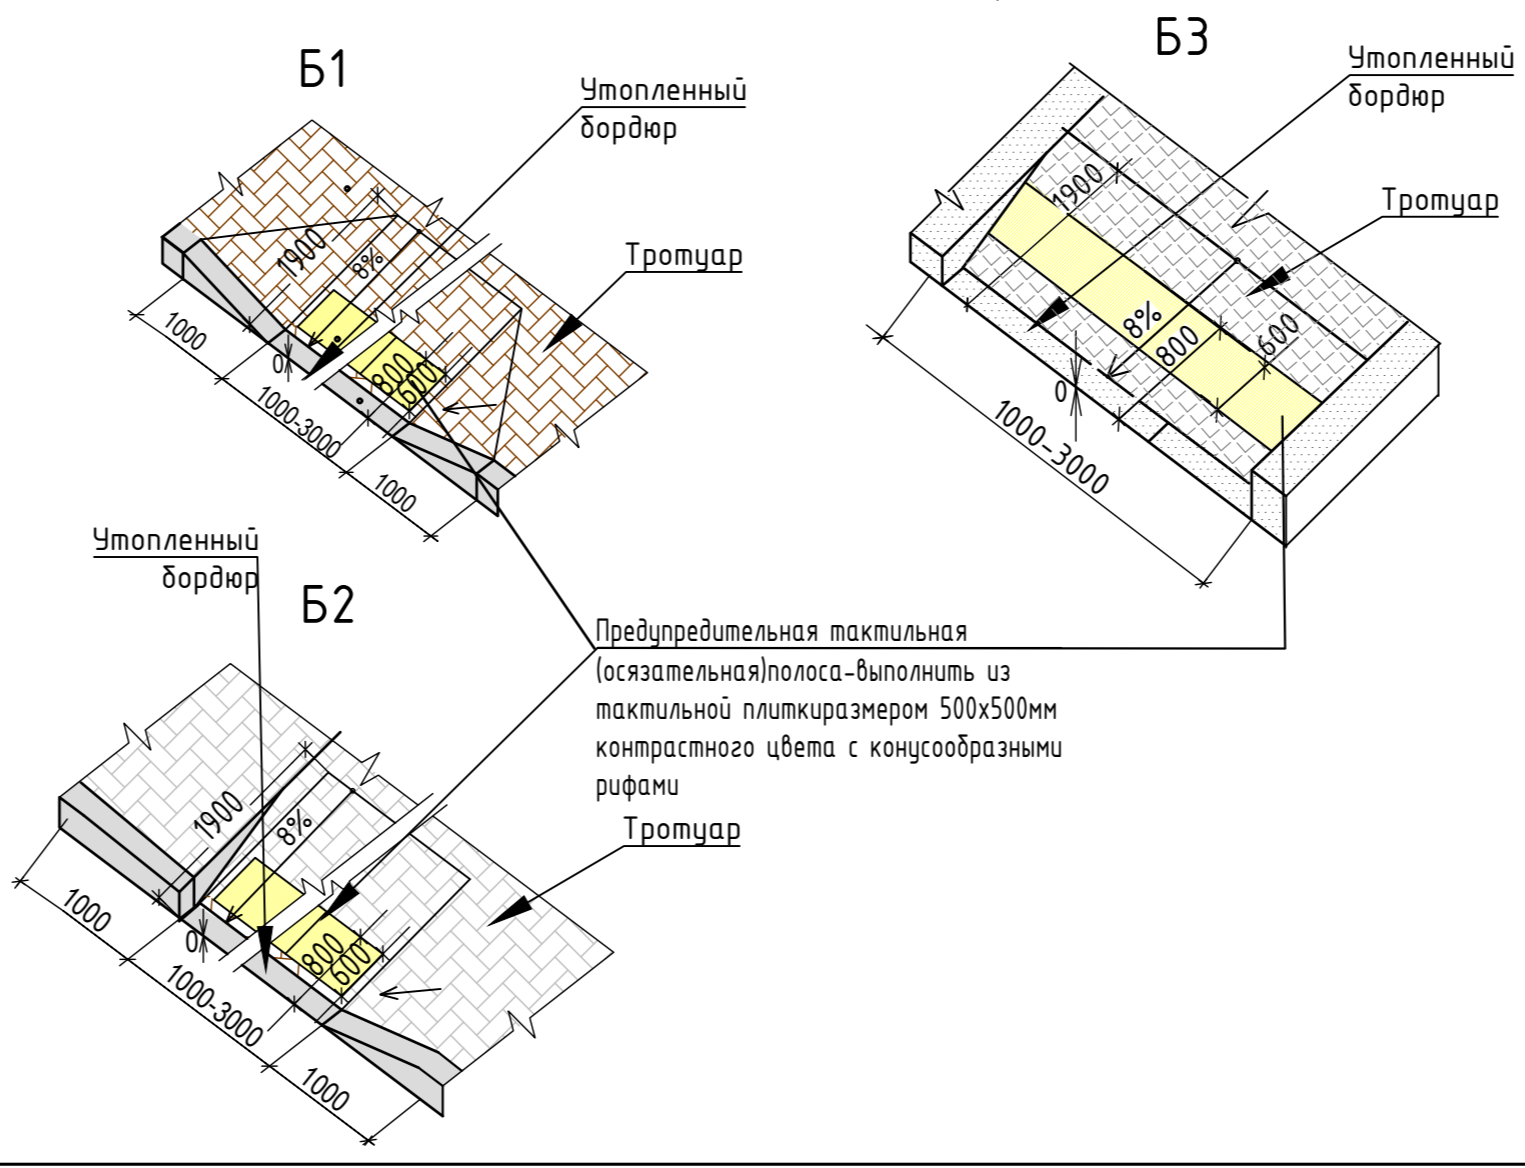 Б1
Утопленный
бордюр
Тротуар
1900
8%
800
600
0
1000
1000-3000
1000
Б3
Утопленный
бордюр
Тротуар
1900
8%
800
600
0
1000-3000
Утопленный
бордюр
Б2
Предупредительная тактильная
(осязательная)полоса-выполнить из
тактильной плиткиразмером 500х500мм
контрастного цвета с конусообразными
рифами
Тротуар
1900
8%
800
600
0
1000
1000-3000
1000